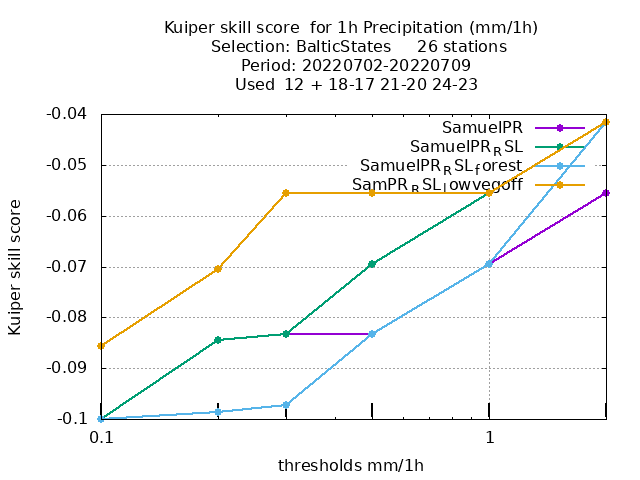 Kuiper skill score  for 1h Precipitation (mm/1h)
Selection: BalticStates     26 stations
Period: 20220702-20220709
Used  12 + 18-17 21-20 24-23
SamuelPR
SamuelPR_RSL
SamuelPR_RSL_forest
SamPR_RSL_lowvegoff
Kuiper skill score
-0.04
-0.05
-0.06
-0.07
-0.08
-0.09
-0.1
0.1
1
thresholds mm/1h